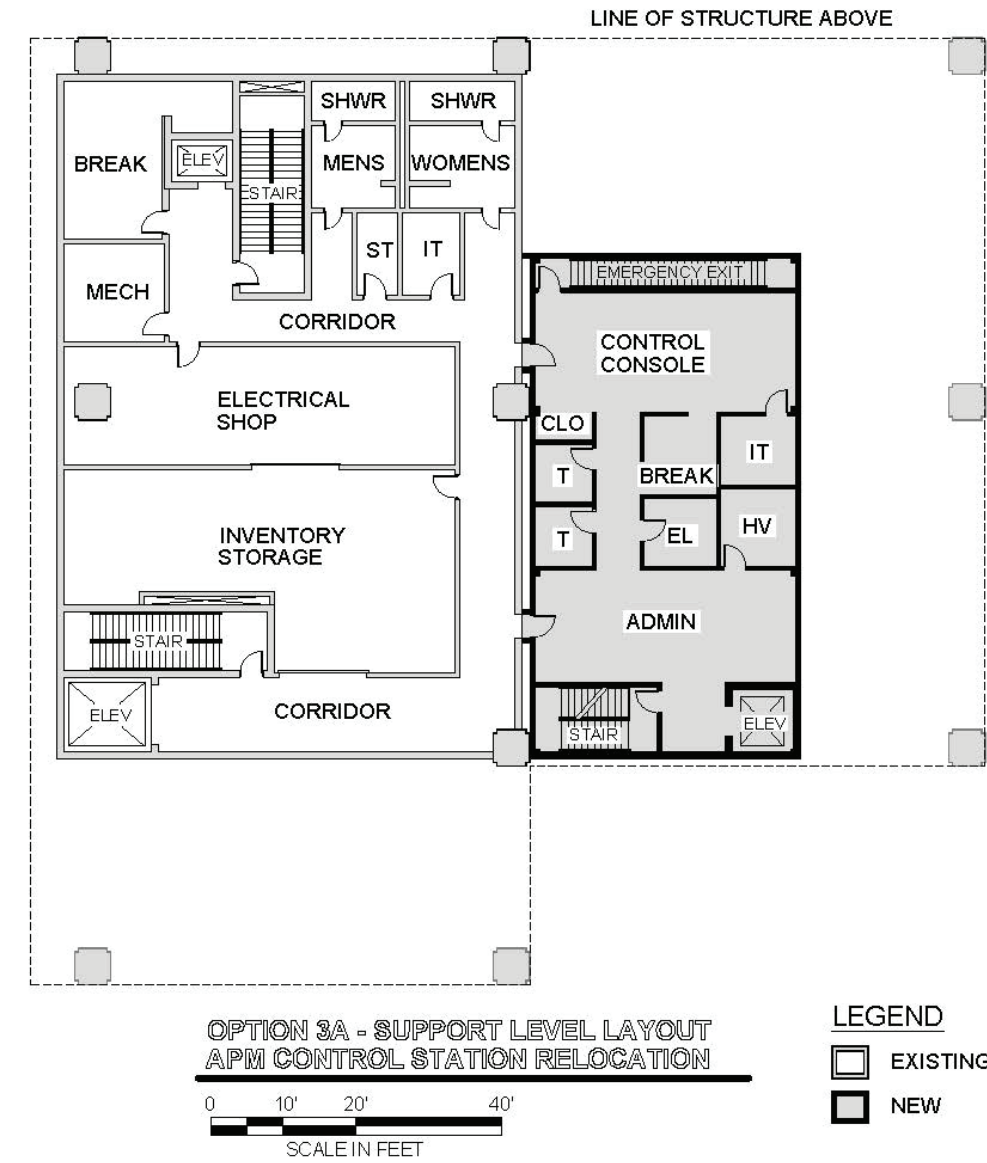 LINE OF STRUCTURE ABOVE
SHWR
SHWR
BREAK
ELEV
STAIR
MENS
WOMENS
ST
IT
MECH
CORRIDOR
EMERGENCY EXIT
CONTROL
CONSOLE
ELECTRICAL
SHOP
CLO
T
BREAK
IT
INVENTORY
STORAGE
T
EL
HV
STAIR
ADMIN
ELEV
CORRIDOR
STAIR
ELEV
OPTION 3A - SUPPORT LEVEL LAYOUT
APM CONTROL STATION RELOCATION
0 10' 20' 40'
SCALE IN FEET
LEGEND
EXISTING
NEW